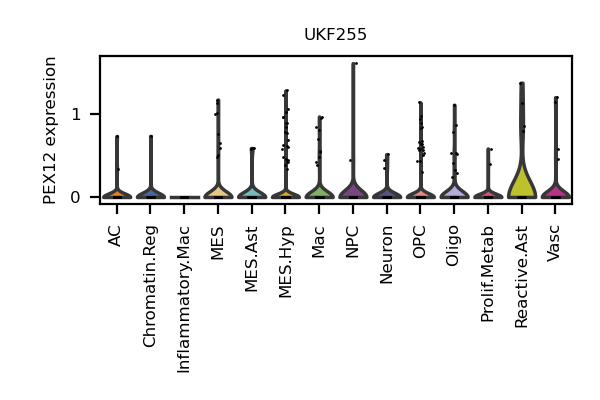 UKF255
PEX12 expression
1
0
AC
Chromatin.Reg
Inflammatory.Mac
MES
MES.Ast
MES.Hyp
Mac
NPC
Neuron
OPC
Oligo
Prolif.Metab
Reactive.Ast
Vasc